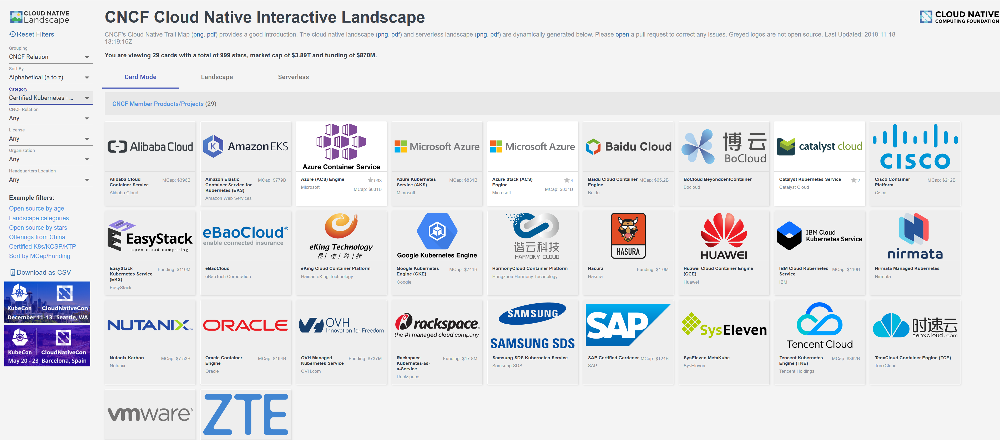 CLOUD NATIVE
Landscape
Reset Filters
Grouping
CNCF Relation
Sort By
Alphabetical (a to z)
Category
Certified Kubernetes - ...
CNCF Relation
Any
License
Any
Organization
Any
Headquarters Location
Any
Example filters:
Open source by age
Landscape categories
Open source by stars
Offerings from China
Certified K8s/KCSP/KTP
Sort by MCap/Funding
Download as CSV
KubeCon CloudNativeCon
December 11-13 Seattle, WA
KubeCon CloudNativeCon
May 20 - 23 Barcelona, Spain
CNCF Cloud Native Interactive Landscape
CLOUD NATIVE
COMPUTING FOUNDATION
CNCF's Cloud Native Trail Map (png, pdf) provides a good introduction. The cloud native landscape (png, pdf) and serverless landscape (png, pdf) are dynamically generated below. Please open a pull request to correct any issues. Greyed logos are not open source. Last Updated: 2018-11-18
13:19:16Z
You are viewing 29 cards with a total of 999 stars, market cap of $3.89T and funding of $870M.
Card Mode
Landscape
Serverless
CNCF Member Products/Projects (29)
Alibaba Cloud
Alibaba Cloud MCap: $396B
Container Service
Alibaba Cloud
Amazon EKS
Amazon Elastic MCap: $779B
Container Service for
Kubernetes (EKS)
Amazon Web Services
Azure Container Service
Azure (ACS) Engine 993
Microsoft
MCap: $831B
Microsoft Azure
Azure Kubernetes MCap: $831B
Service (AKS)
Microsoft
Microsoft Azure
Azure Stack (ACS) 4
Engine
MCap: $831B
Microsoft
Baidu Cloud
Baidu Cloud Container MCap: $65.2B
Engine
Baidu
博云
BoCloud
BoCloud BeyondcentContainer
Bocloud
catalyst cloud
Catalyst Kubernetes Service 2
Catalyst Cloud
CISCO
Cisco Container MCap: $212B
Platform
Cisco
EasyStack
open cloud computing
EasyStack Funding: $110M
Kubernetes Service
(EKS)
EasyStack
eBaoCloud®
enable connected insurance
eBaoCloud
eBaoTech Corporation
eKing Technology
易|建|科|技
eKing Cloud Container Platform
Hainan eKing Technology
Google Kubernetes Engine
Google Kubernetes MCap: $741B
Engine (GKE)
Google
谐云科技
HARMONY CLOUD
HarmonyCloud Container Platform
Hangzhou Harmony Technology
HASURA
Hasura Funding: $1.6M
Hasura
HUAWEI
Huawei Cloud Container Engine
(CCE)
Huawei
IBM Cloud
Kubernetes Service
IBM Cloud Kubernetes MCap: $110B
Service
IBM
nirmata
Nirmata Managed Kubernetes
Nirmata
NUTANIX™
Nutanix Karbon MCap: $7.53B
Nutanix
ORACLE
Oracle Container MCap: $194B
Engine
Oracle
OVH
Innovation for Freedom
OVH Managed Funding: $737M
Kubernetes Service
OVH.com
rackspace®
the #1 managed cloud company
Rackspace Funding: $17.8M
Kubernetes-as-
a-Service
Rackspace
SAMSUNG
SAMSUNG SDS
Samsung SDS Kubernetes Service
Samsung SDS
SAP
SAP Certified Gardener MCap: $124B
SAP
SysEleven
SysEleven MetaKube
SysEleven
Tencent Cloud
Tencent Kubernetes MCap: $362B
Engine (TKE)
Tencent Holdings
时速云
tenxcloud.com
TenxCloud Container Engine (TCE)
TenxCloud
vmware®
ZTE